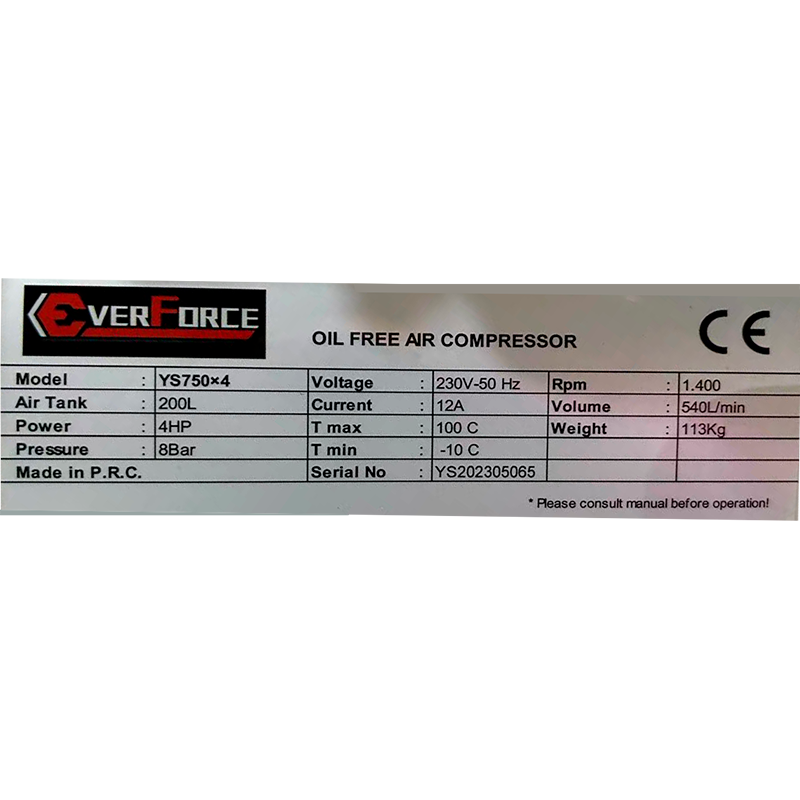 EVERFORCE
OIL FREE AIR COMPRESSOR
CE
Model : YS750×4 Voltage : 230V-50 Hz Rpm : 1.400
Air Tank : 200L Current : 12A Volume : 540L/min
Power : 4HP T max : 100 C Weight : 113Kg
Pressure : 8Bar T min : -10 C
Made in P.R.C. Serial No : YS202305065
* Please consult manual before operation!